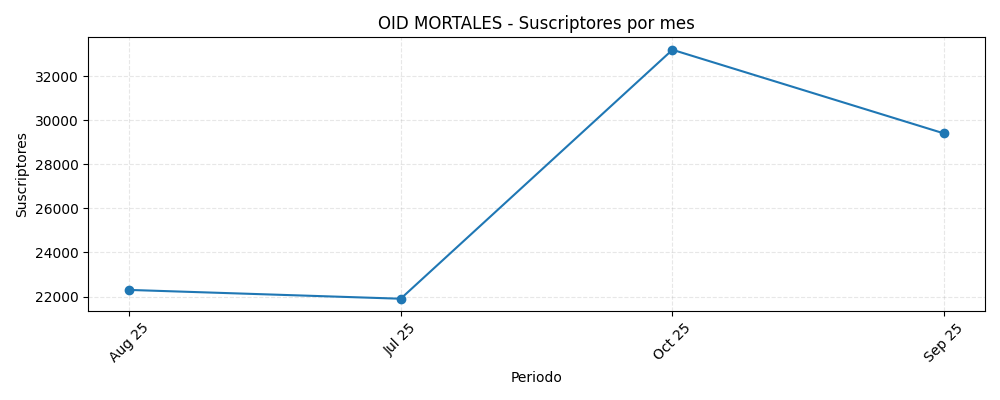 OID MORTALES - Suscriptores por mes
Suscriptores
32000
30000
28000
26000
24000
22000
Aug 25
Jul 25
Oct 25
Sep 25
Periodo